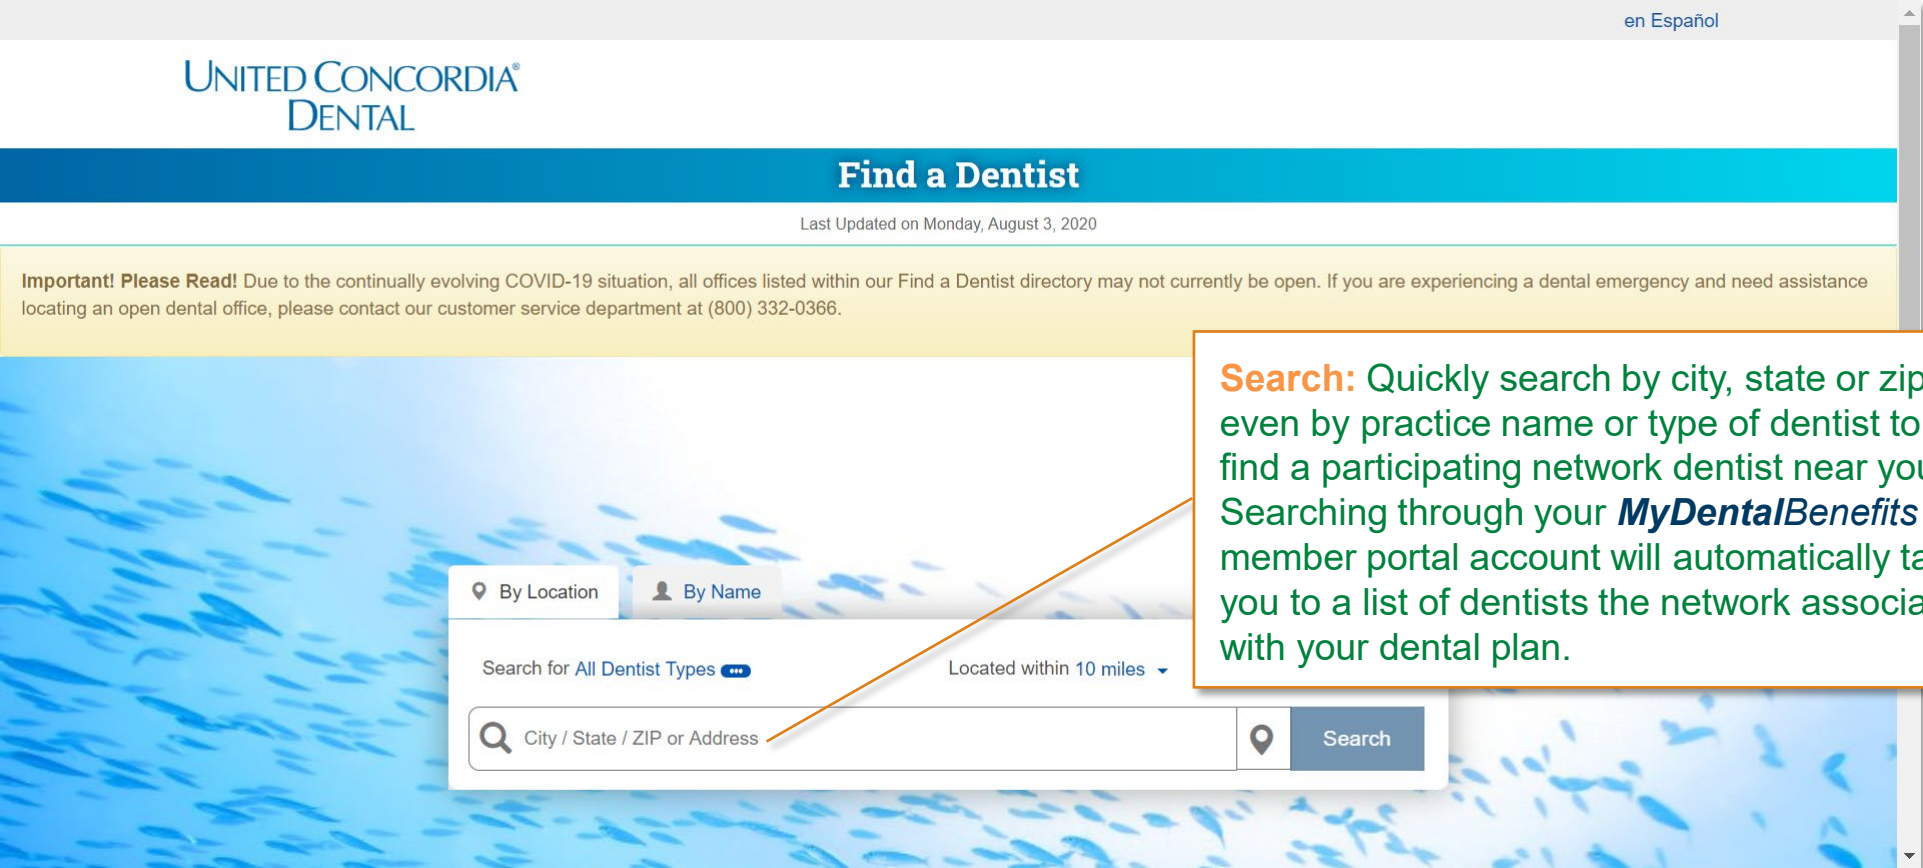 en Español
UNITED CONCORDIA®
DENTAL
Find a Dentist
Last Updated on Monday, August 3, 2020
Important! Please Read! Due to the continually evolving COVID-19 situation, all offices listed within our Find a Dentist directory may not currently be open. If you are experiencing a dental emergency and need assistance
locating an open dental office, please contact our customer service department at (800) 332-0366.
Search: Quickly search by city, state or zip
even by practice name or type of dentist to
find a participating network dentist near you
Searching through your MyDentalBenefits
member portal account will automatically
you to a list of dentists the network
with your dental plan.
By Location
By Name
Search for All Dentist Types
Located within 10 miles
City / State / ZIP or Address
Search